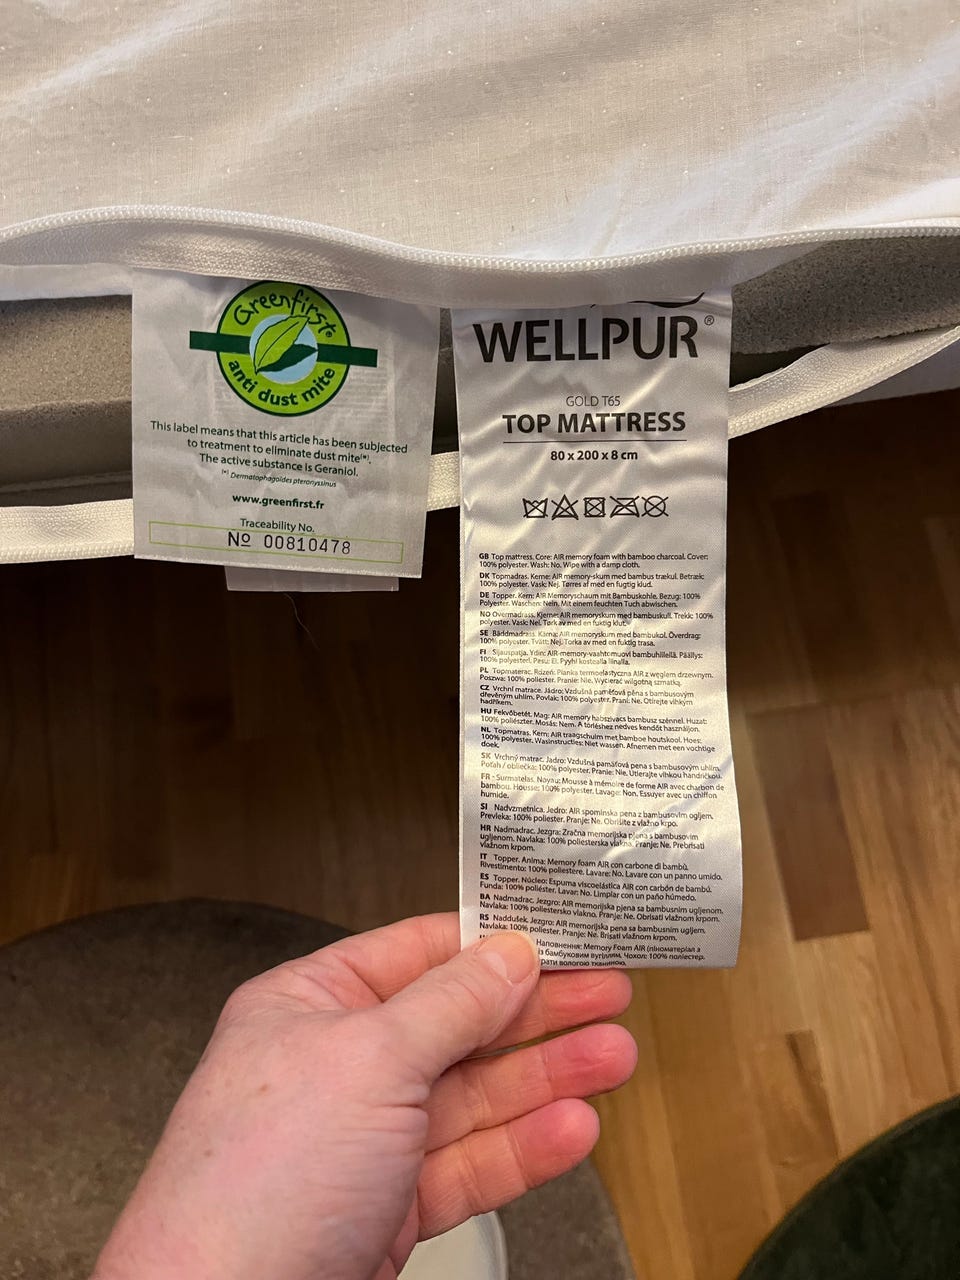 Greenfirst®
anti dust mite
This label means that this article has been subjected
to treatment to eliminate dust mite(*).
The active substance is Geraniol.
(*) Dermatophagoides pteronyssinus
www.greenfirst.fr
Traceability No.
Nº 00810478
WELLPUR®
GOLD T65
TOP MATTRESS
80 x 200 x 8 cm
GB Top mattress. Core: AIR memory foam with bamboo charcoal. Cover:
100% polyester. Wash: No. Wipe with a damp cloth.
DK Topmadras. Kerne: AIR memory-skum med bambus trækul. Betræk:
100% polyester. Vask: Nej. Tørres af med en fugtig klud.
DE Topper. Kern: AIR Memoryschaum mit Bambuskohle. Bezug: 100%
Polyester. Waschen: Nein. Mit einem feuchten Tuch abwischen.
NO Overmadrass. Kjerne: AIR memoryskum med bambuskull. Trekk: 100%
polyester. Vask: Nei. Tørk av med en fuktig klut.
SE Bäddmadrass. Kärna: AIR memoryskum med bambukol. Överdrag:
100% polyester. Tvätt: Nej. Torka av med en fuktig trasa.
FI Sijauspatja. Ydin: AIR-memory-vaahtomuovi bambuhiilellä. Päällys:
100% polyesteri. Pesu: Ei. Pyyhi kostealla liinalla.
PL Topmaterac. Rdzeń: Pianka termoelastyczna AIR z węglem drzewnym.
Poszwa: 100% poliester. Pranie: Nie. Wycierać wilgotną szmatką.
CZ Vrchní matrace. Jádro: Vzdušná paměťová pěna s bambusovým
dřevěným uhlím. Povlak: 100% polyester. Praní: Ne. Otírejte vlhkým
hadříkem.
HU Fekvőbetét. Mag: AIR memory habszivacs bambusz szénnel. Huzat:
100% poliészter. Mosás: Nem. A törléshez nedves kendőt használjon.
NL Topmatras. Kern: AIR traagschuim met bamboe houtskool. Hoes:
100% polyester. Wasinstructies: Niet wassen. Afnemen met een vochtige
doek.
SK Vrchný matrac. Jadro: Vzdušná pamäťová pena s bambusovým uhlím.
Poťah / obliečka: 100% polyester. Pranie: Nie. Utierajte vlhkou handričkou.
FR - Surmatelas. Noyau: Mousse à mémoire de forme AIR avec charbon de
bambou. Housse: 100% polyester. Lavage: Non. Essuyer avec un chiffon
humide.
SI Nadvzmetnica. Jedro: AIR spominska pena z bambusovim ogljem.
Prevleka: 100% poliester. Pranje: Ne. Obrišite z vlažno krpo.
HR Nadmadrac. Jezgra: Zračna memorijska pjena s bambusovim
ugljenom. Navlaka: 100% poliesterska vlakna. Pranje: Ne. Prebrisati
vlažnom krpom.
IT Topper. Anima: Memory foam AIR con carbone di bambù.
Rivestimento: 100% poliestere. Lavare: No. Lavare con un panno umido.
ES Topper. Núcleo: Espuma viscoelástica AIR con carbón de bambú.
Funda: 100% poliéster. Lavar: No. Limpiar con un paño húmedo.
BA Nadmadrac. Jezgro: AIR memorijska pjena sa bambusnim ugljenom.
Navlaka: 100% poliestersko vlakno. Pranje: Ne. Obrisati vlažnom krpom.
RS Naddušek. Jezgro: AIR memorijska pena sa bambusnim ugljem.
Navlaka: 100% polyester. Pranje: Ne. Brisati vlažnom krpom.
Наповнення: Memory Foam AIR (піноматеріал з
із бамбуковим вугіллям. Чохол: 100% поліестер.
рати вологою тканиною.